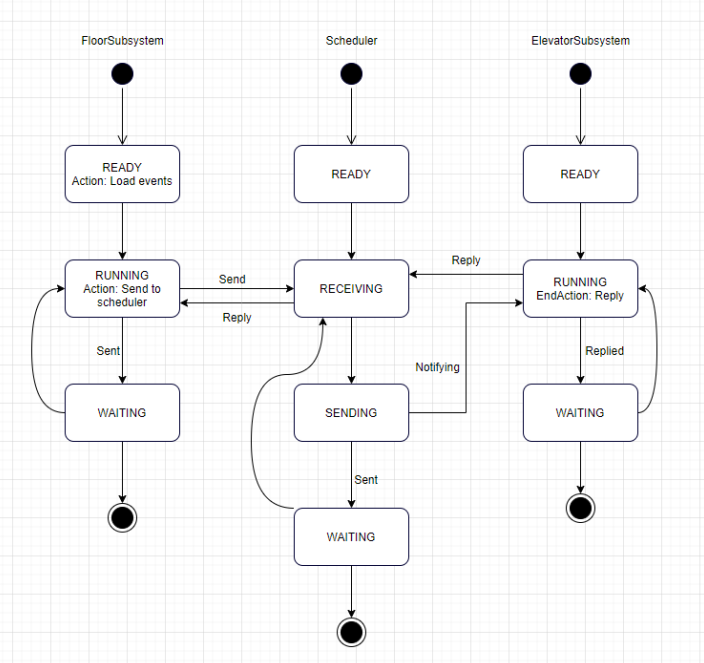 FloorSubsystem
Scheduler
ElevatorSubsystem
READY
Action: Load events
READY
READY
RUNNING
Action: Send to
scheduler
Send
Reply
RECEIVING
Reply
RUNNING
EndAction: Reply
Sent
Notifying
Replied
WAITING
SENDING
WAITING
Sent
WAITING